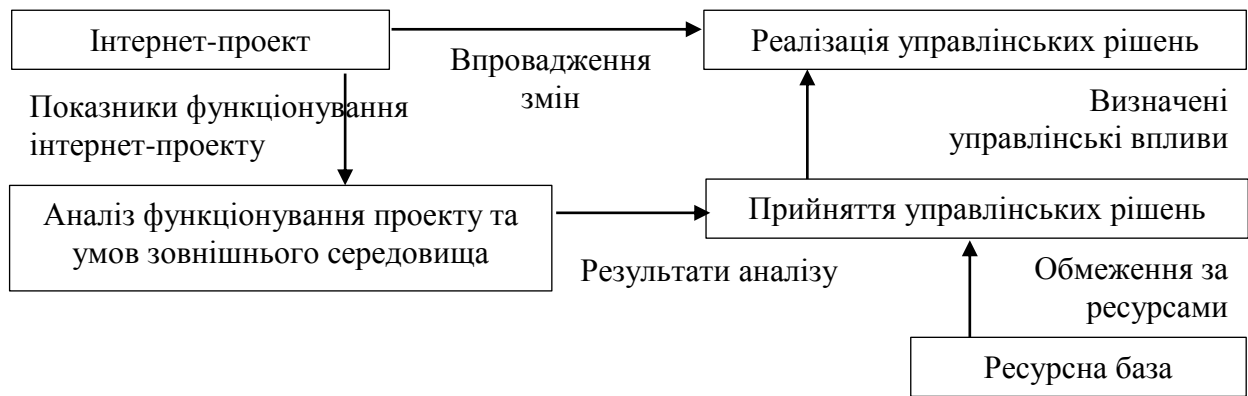 Інтернет-проект
Реалізація управлінських рішень
Впровадження
змін
Показники функціонування
інтернет-проекту
Визначені
управлінські впливи
Аналіз функціонування проекту та
умов зовнішнього середовища
Прийняття управлінських рішень
Результати аналізу
Обмеження за
ресурсами
Ресурсна база